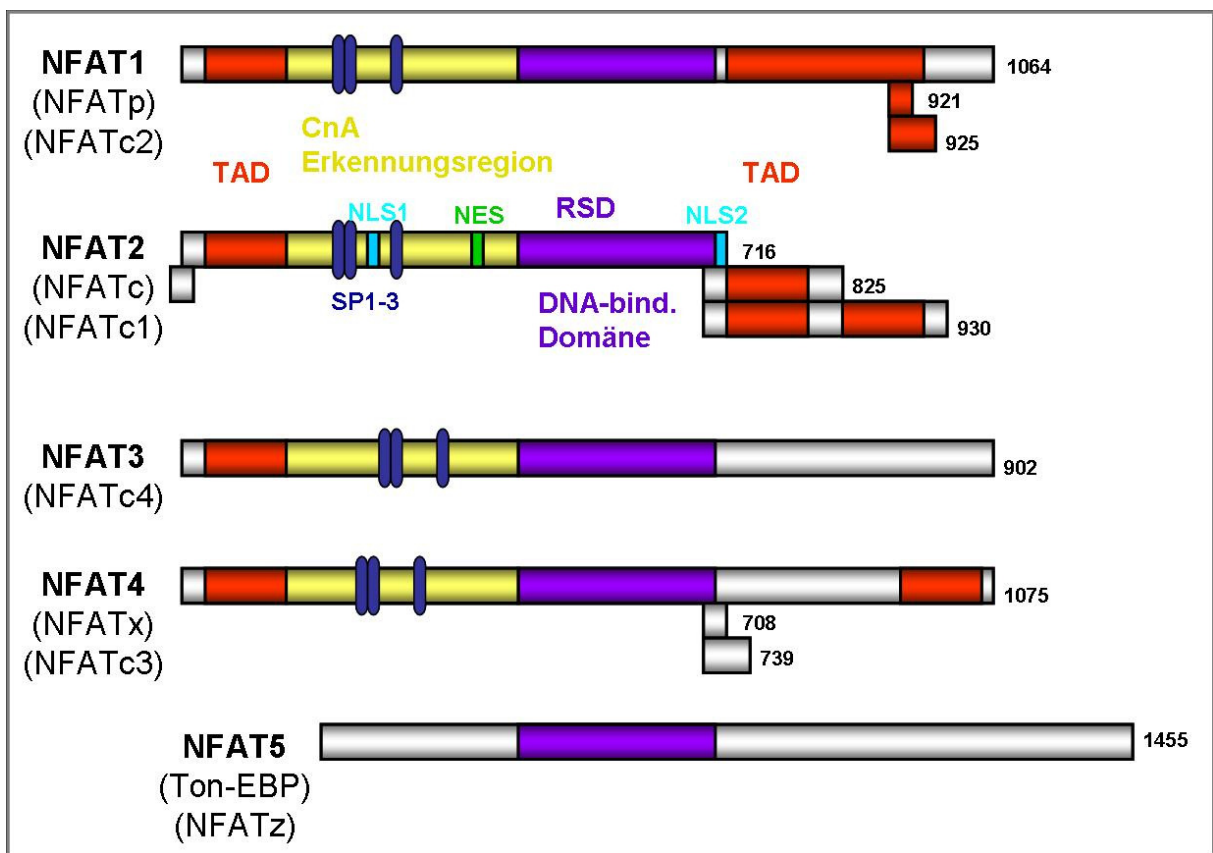 NFAT1
(NFATp)
(NFATc2)
1064
921
925
CnA
Erkennungsregion
TAD
TAD
NLS1
NES
RSD
NLS2
NFAT2
(NFATc)
(NFATc1)
716
825
930
SP1-3
DNA-bind.
Domäne
NFAT3
(NFATc4)
902
NFAT4
(NFATx)
(NFATc3)
1075
708
739
NFAT5
(Ton-EBP)
(NFATz)
1455